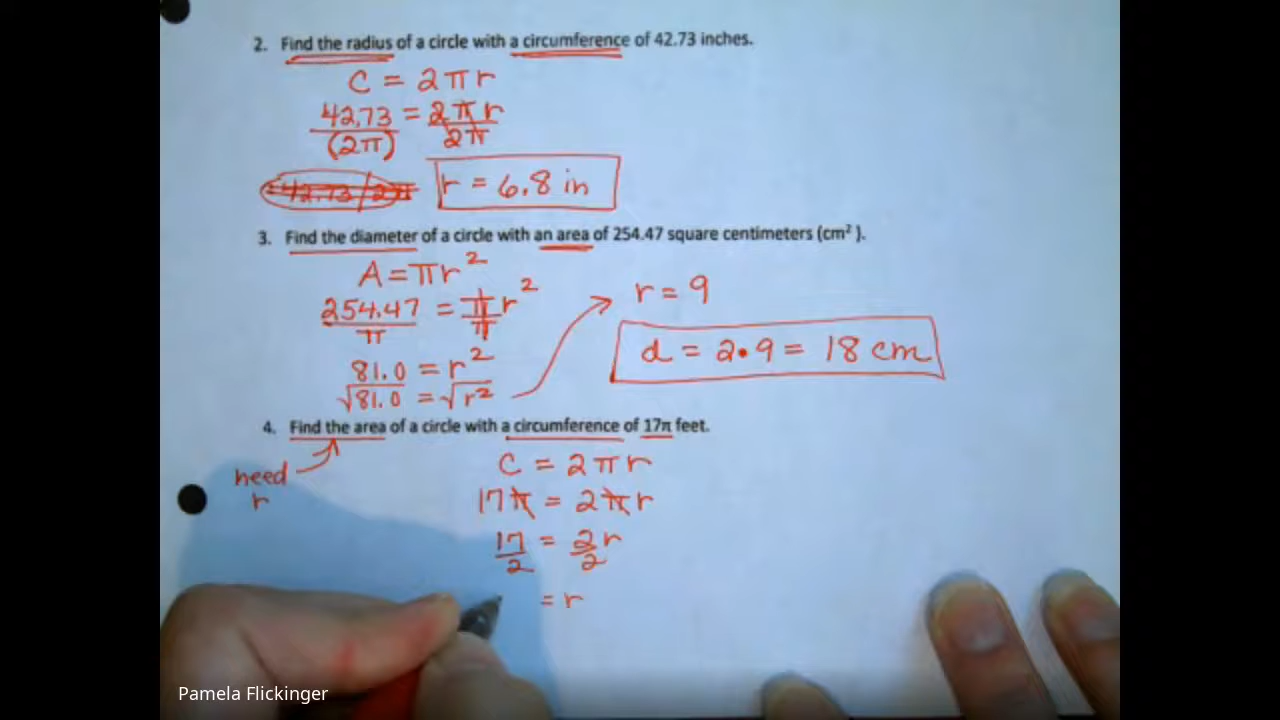 2. Find the radius of a circle with a circumference of 42.73 inches.
C = 2πr
42.73 = 2πr
(2π) 2π
42.73/2π
r = 6.8 in
3. Find the diameter of a circle with an area of 254.47 square centimeters (cm²).
A = πr²
254.47 = πr²
π π
81.0 = r²
√81.0 = √r²
r = 9
d = 2•9 = 18 cm
4. Find the area of a circle with a circumference of 17π feet.
need
r
C = 2πr
17π = 2πr
17 = 2r
2 2
= r
Pamela Flickinger